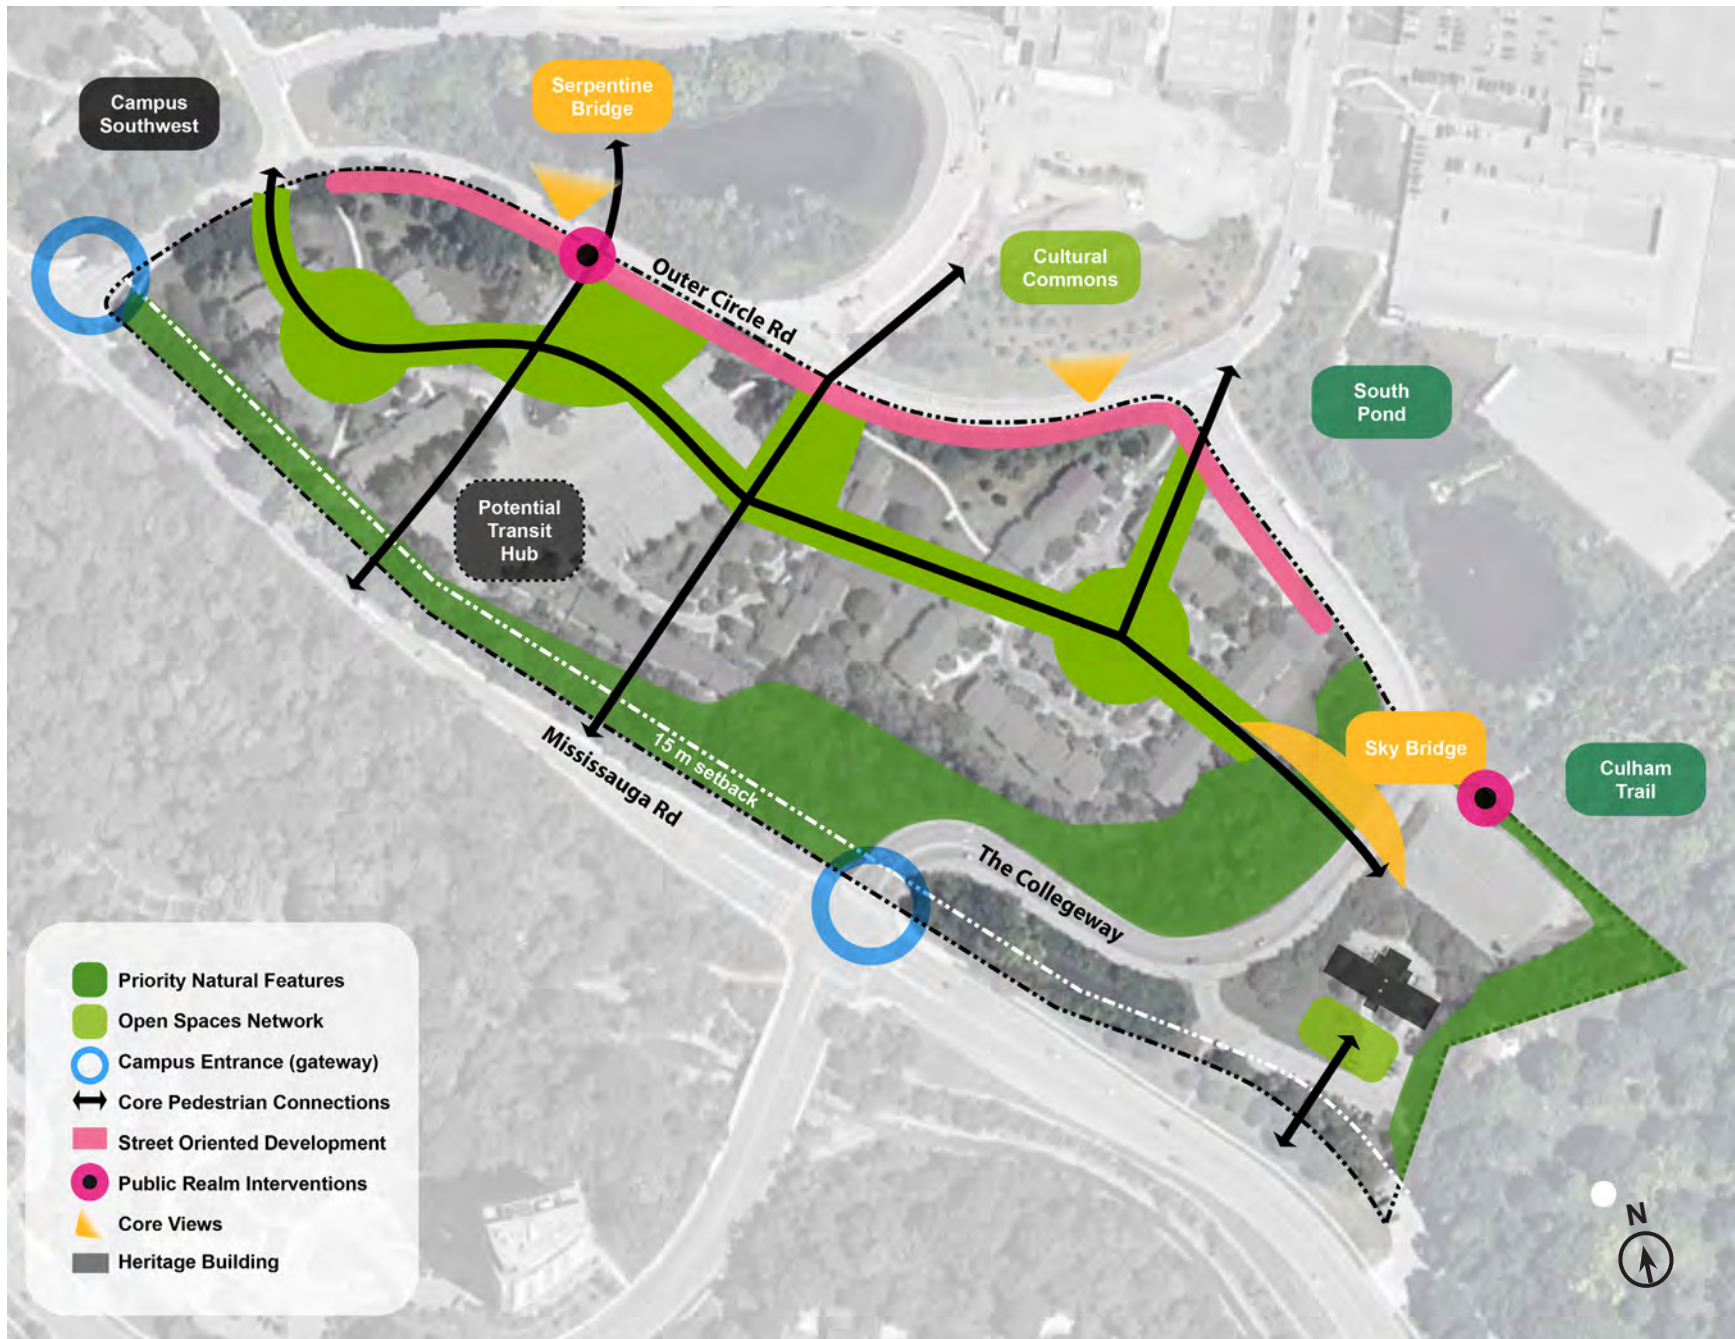 Campus
Southwest
Serpentine
Bridge
Outer Circle Rd
Cultural
Commons
South
Pond
Potential
Transit
Hub
Mississauga Rd
15 m setback
Sky Bridge
Culham
Trail
The Collegeway
Priority Natural Features
Open Spaces Network
Campus Entrance (gateway)
Core Pedestrian Connections
Street Oriented Development
Public Realm Interventions
Core Views
Heritage Building
N